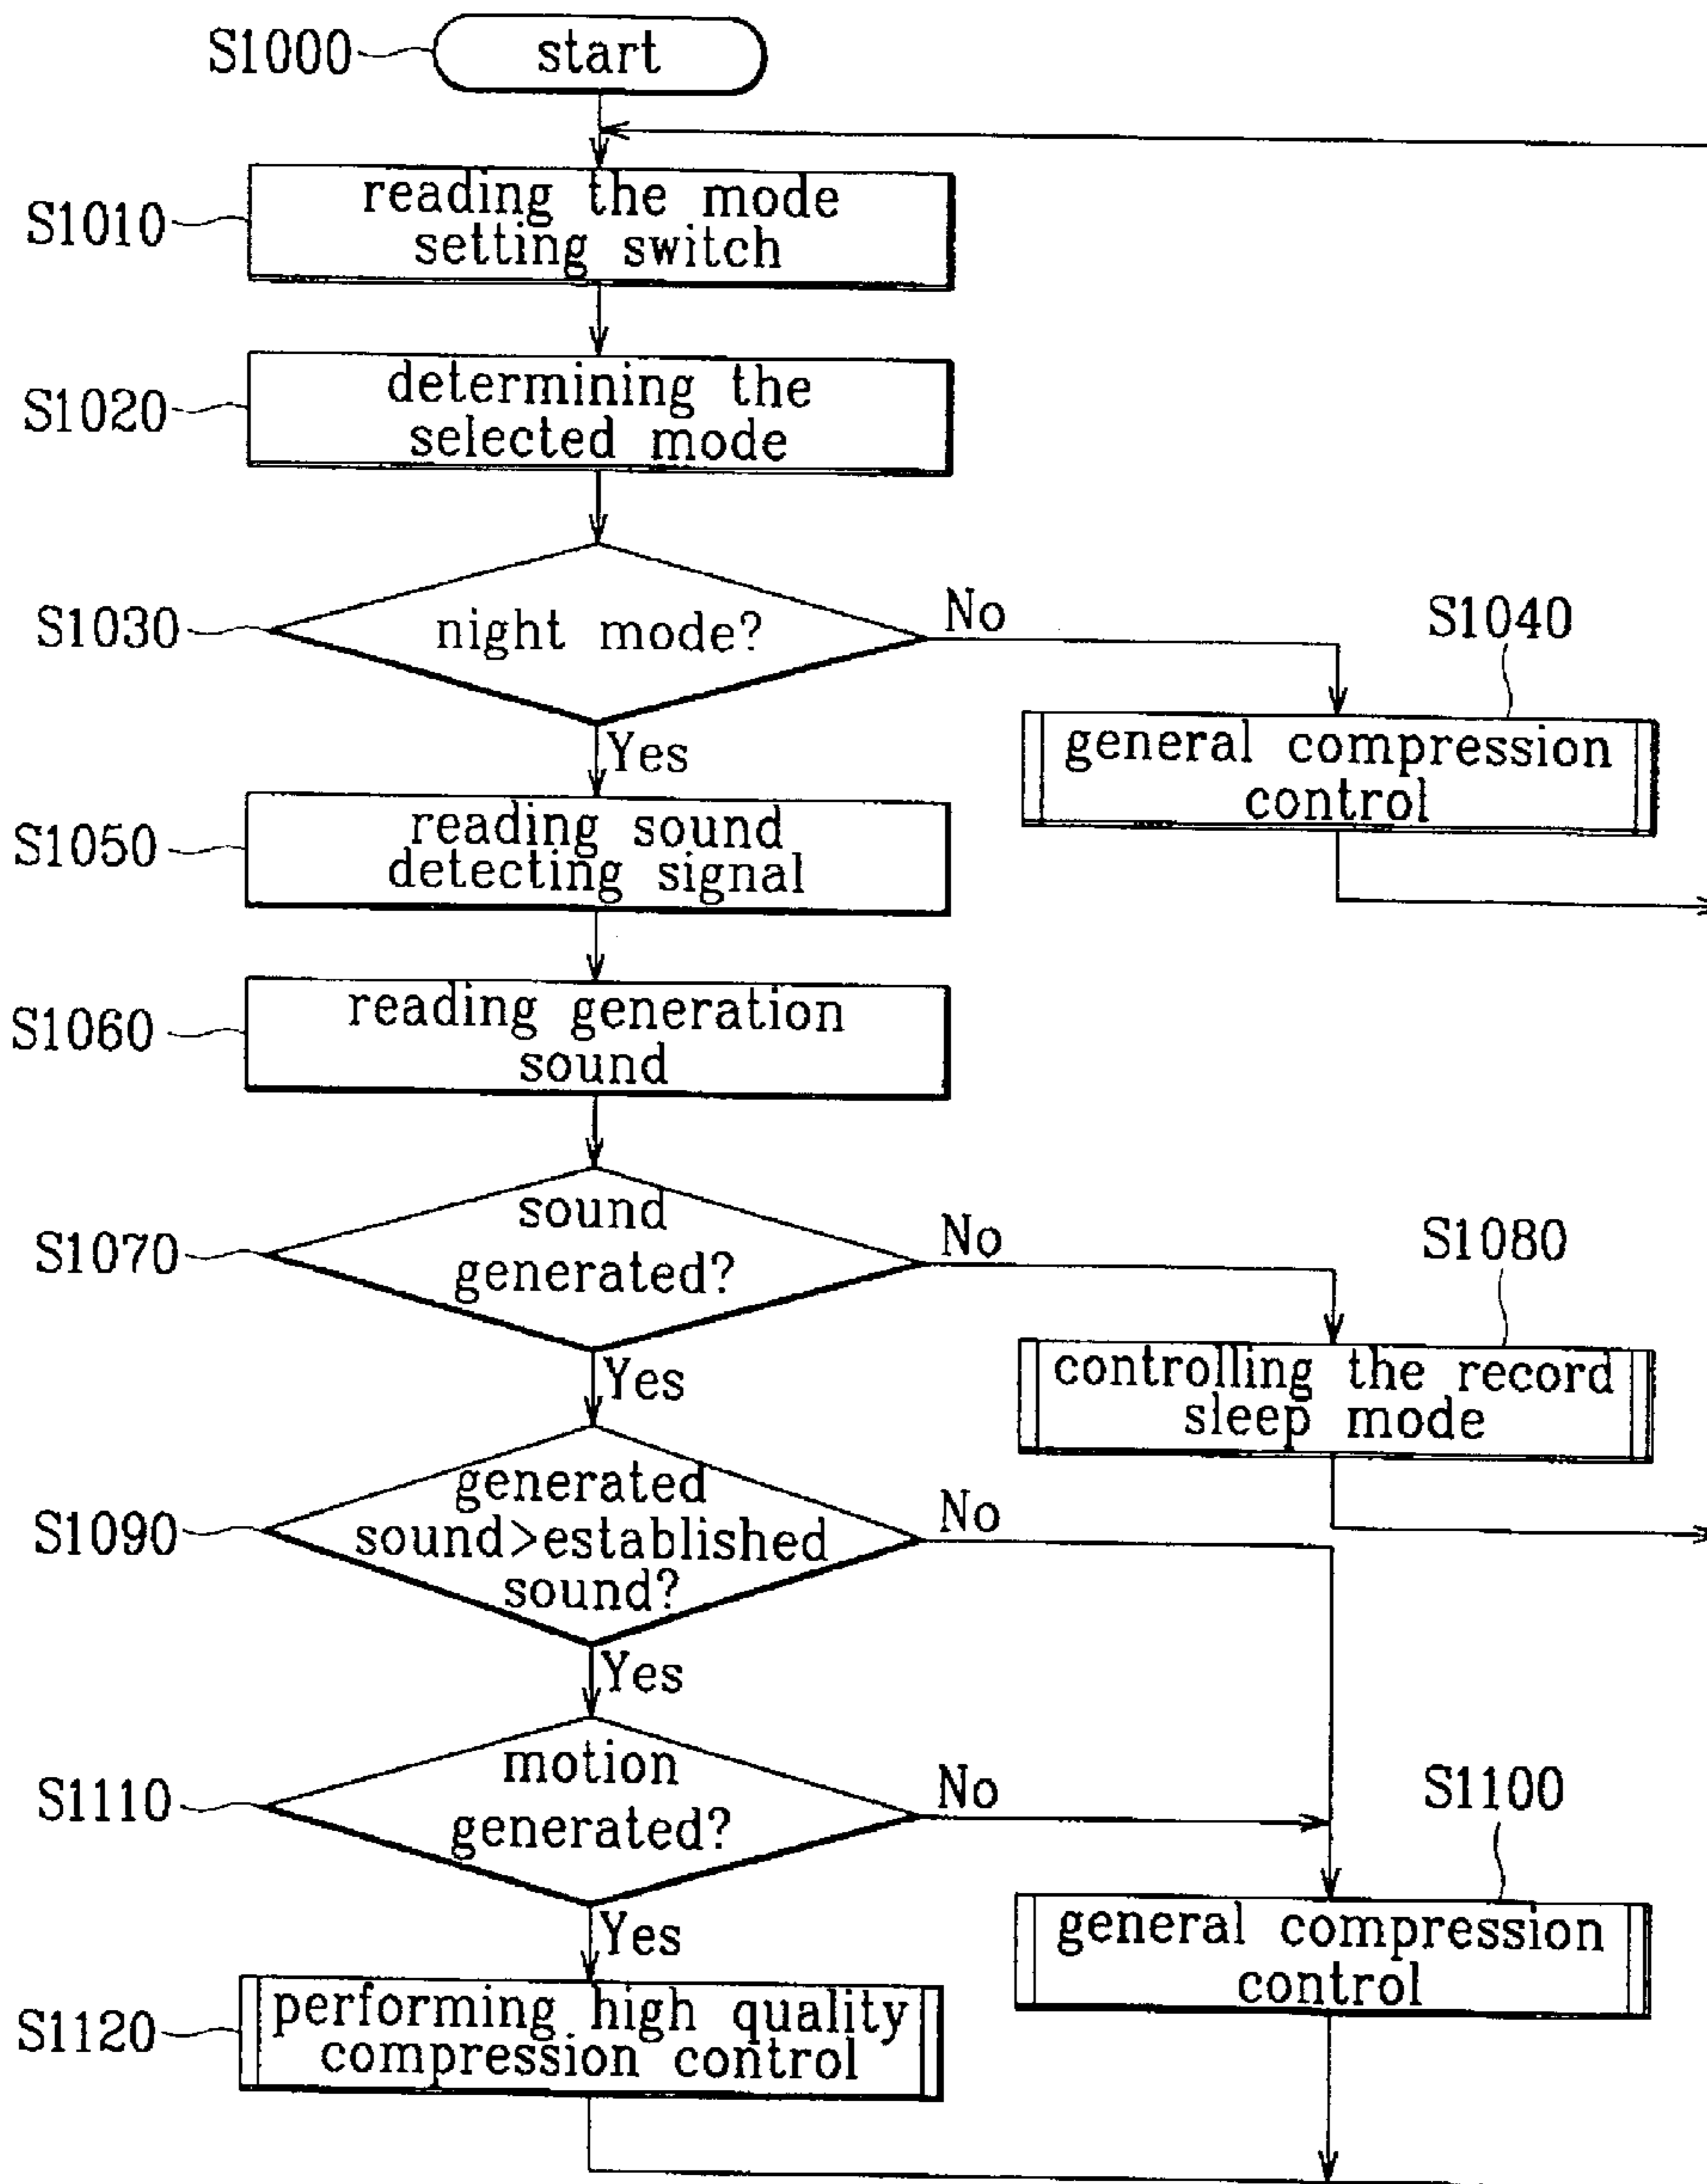 S1000
start
S1010
reading the mode
setting switch
S1020
determining the
selected mode
S1030
night mode?
No
S1040
Yes
general compression
control
S1050
reading sound
detecting signal
S1060
reading generation
sound
S1070
sound
generated?
No
S1080
Yes
controlling the record
sleep mode
S1090
generated
sound>established
sound?
No
Yes
S1110
motion
generated?
No
S1100
Yes
general compression
control
S1120
performing high quality
compression control